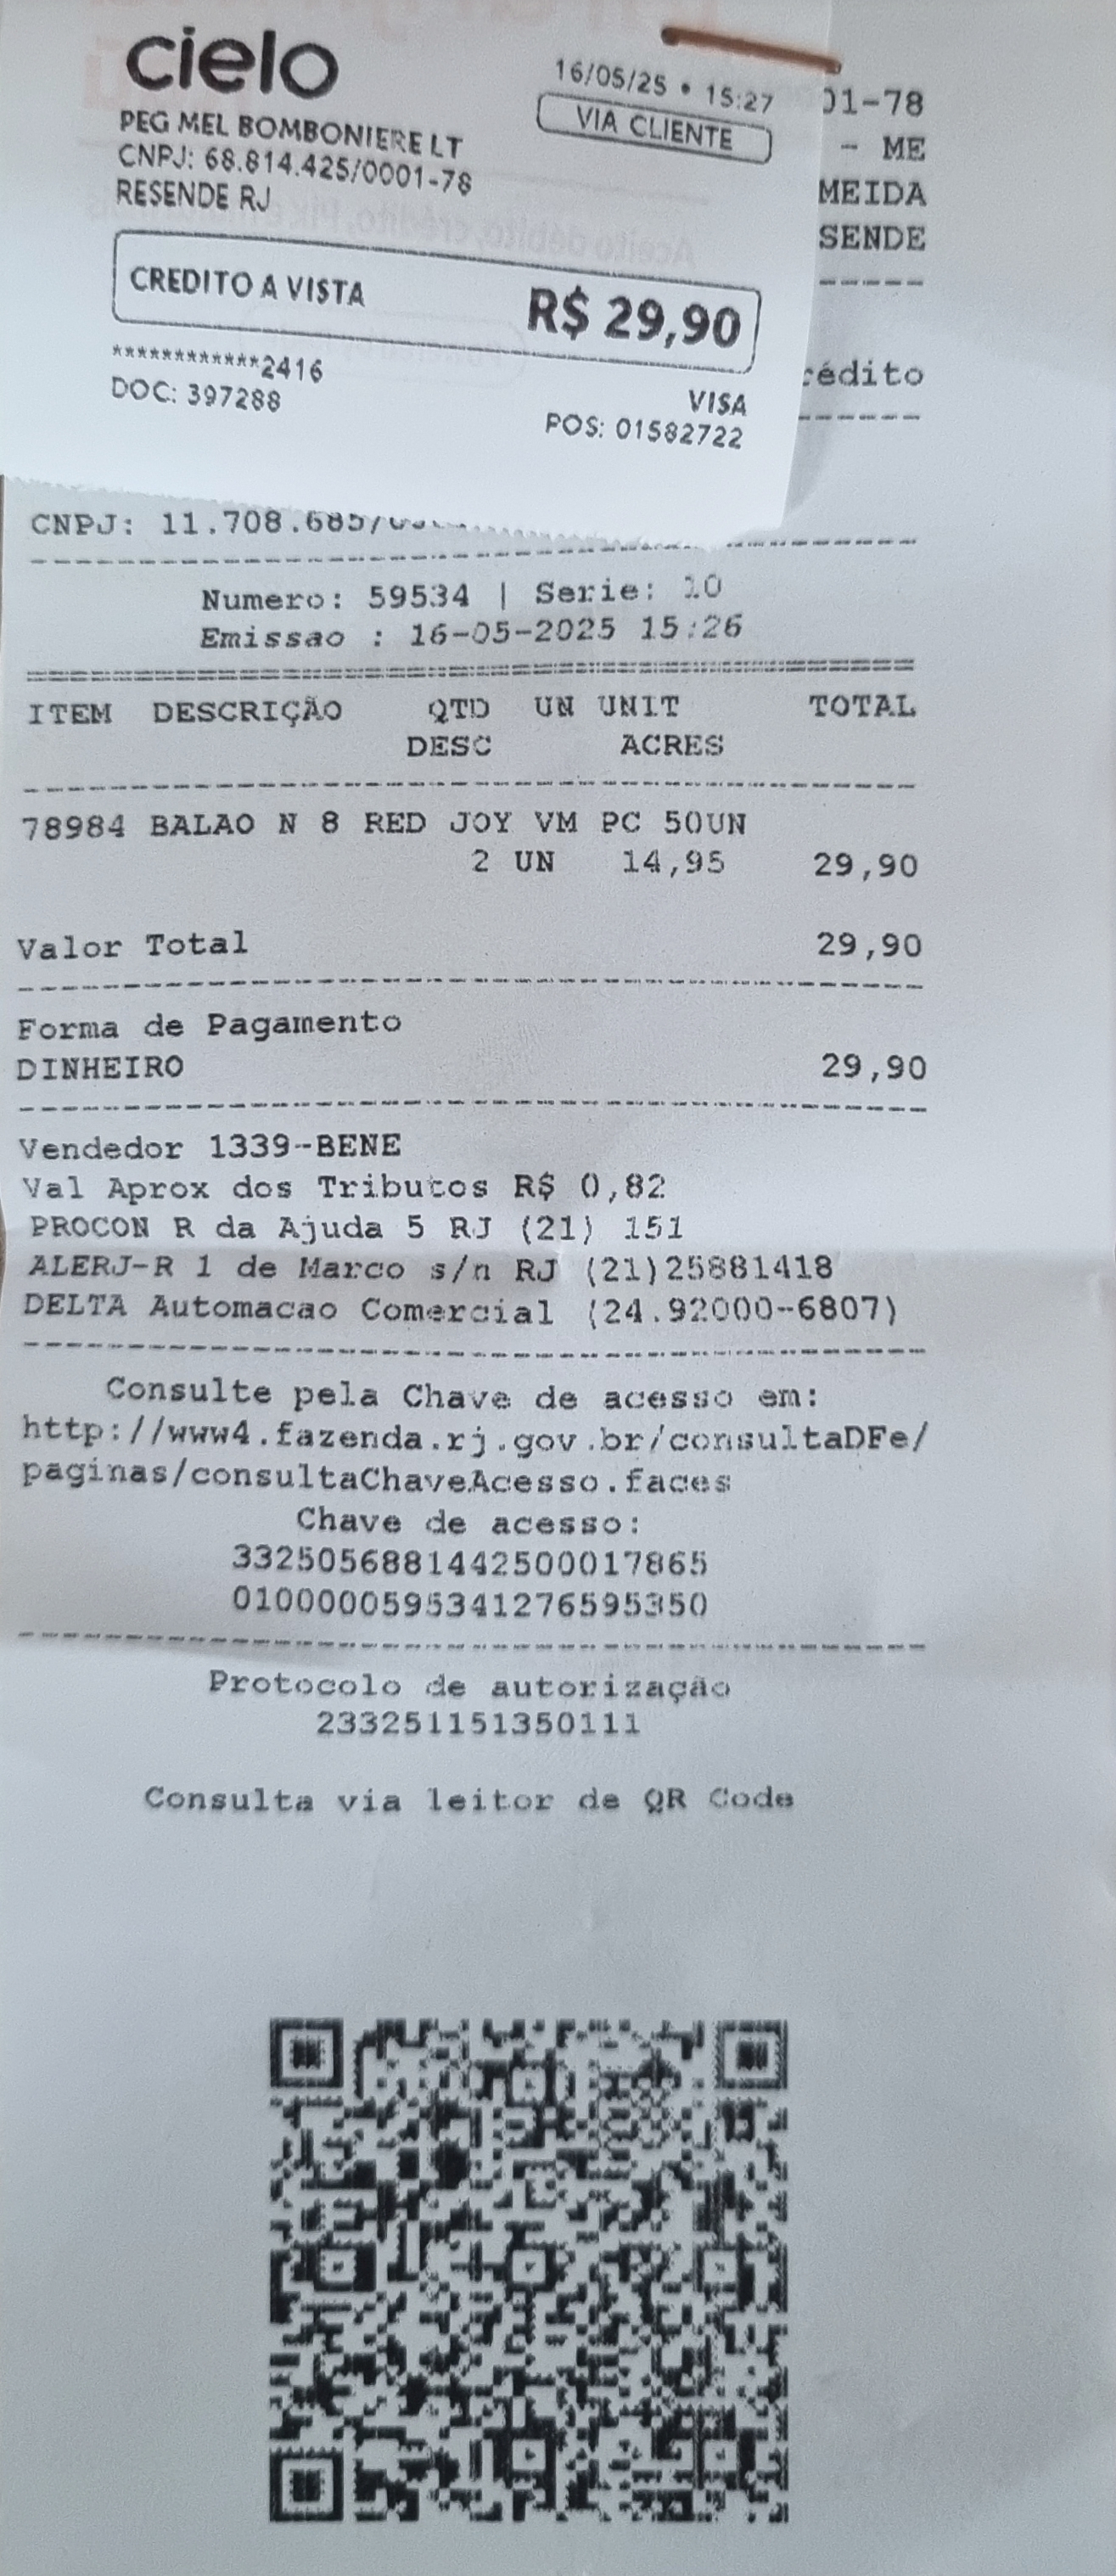 cielo
16/05/25 • 15:27
VIA CLIENTE
PEG MEL BOMBONIERE LT
CNPJ: 68.814.425/0001-78
RESENDE RJ
CREDITO A VISTA R$ 29,90
************2416
VISA
DOC: 397288
POS: 01582722
01-78
- ME
MEIDA
SENDE
rédito
CNPJ: 11.708.685/
Numero: 59534 | Serie: 10
Emissao : 16-05-2025 15:26
ITEM DESCRIÇÃO QTD UN UNIT TOTAL
DESC ACRES
78984 BALAO N 8 RED JOY VM PC 50UN
2 UN 14,95 29,90
Valor Total 29,90
Forma de Pagamento
DINHEIRO 29,90
Vendedor 1339-BENE
Val Aprox dos Tributos R$ 0,82
PROCON R da Ajuda 5 RJ (21) 151
ALERJ-R 1 de Marco s/n RJ (21)25881418
DELTA Automacao Comercial (24.92000-6807)
Consulte pela Chave de acesso em:
http://www4.fazenda.rj.gov.br/consultaDFe/
paginas/consultaChaveAcesso.faces
Chave de acesso:
3325056881442500017865
0100000595341276595350
Protocolo de autorização
233251151350111
Consulta via leitor de QR Code